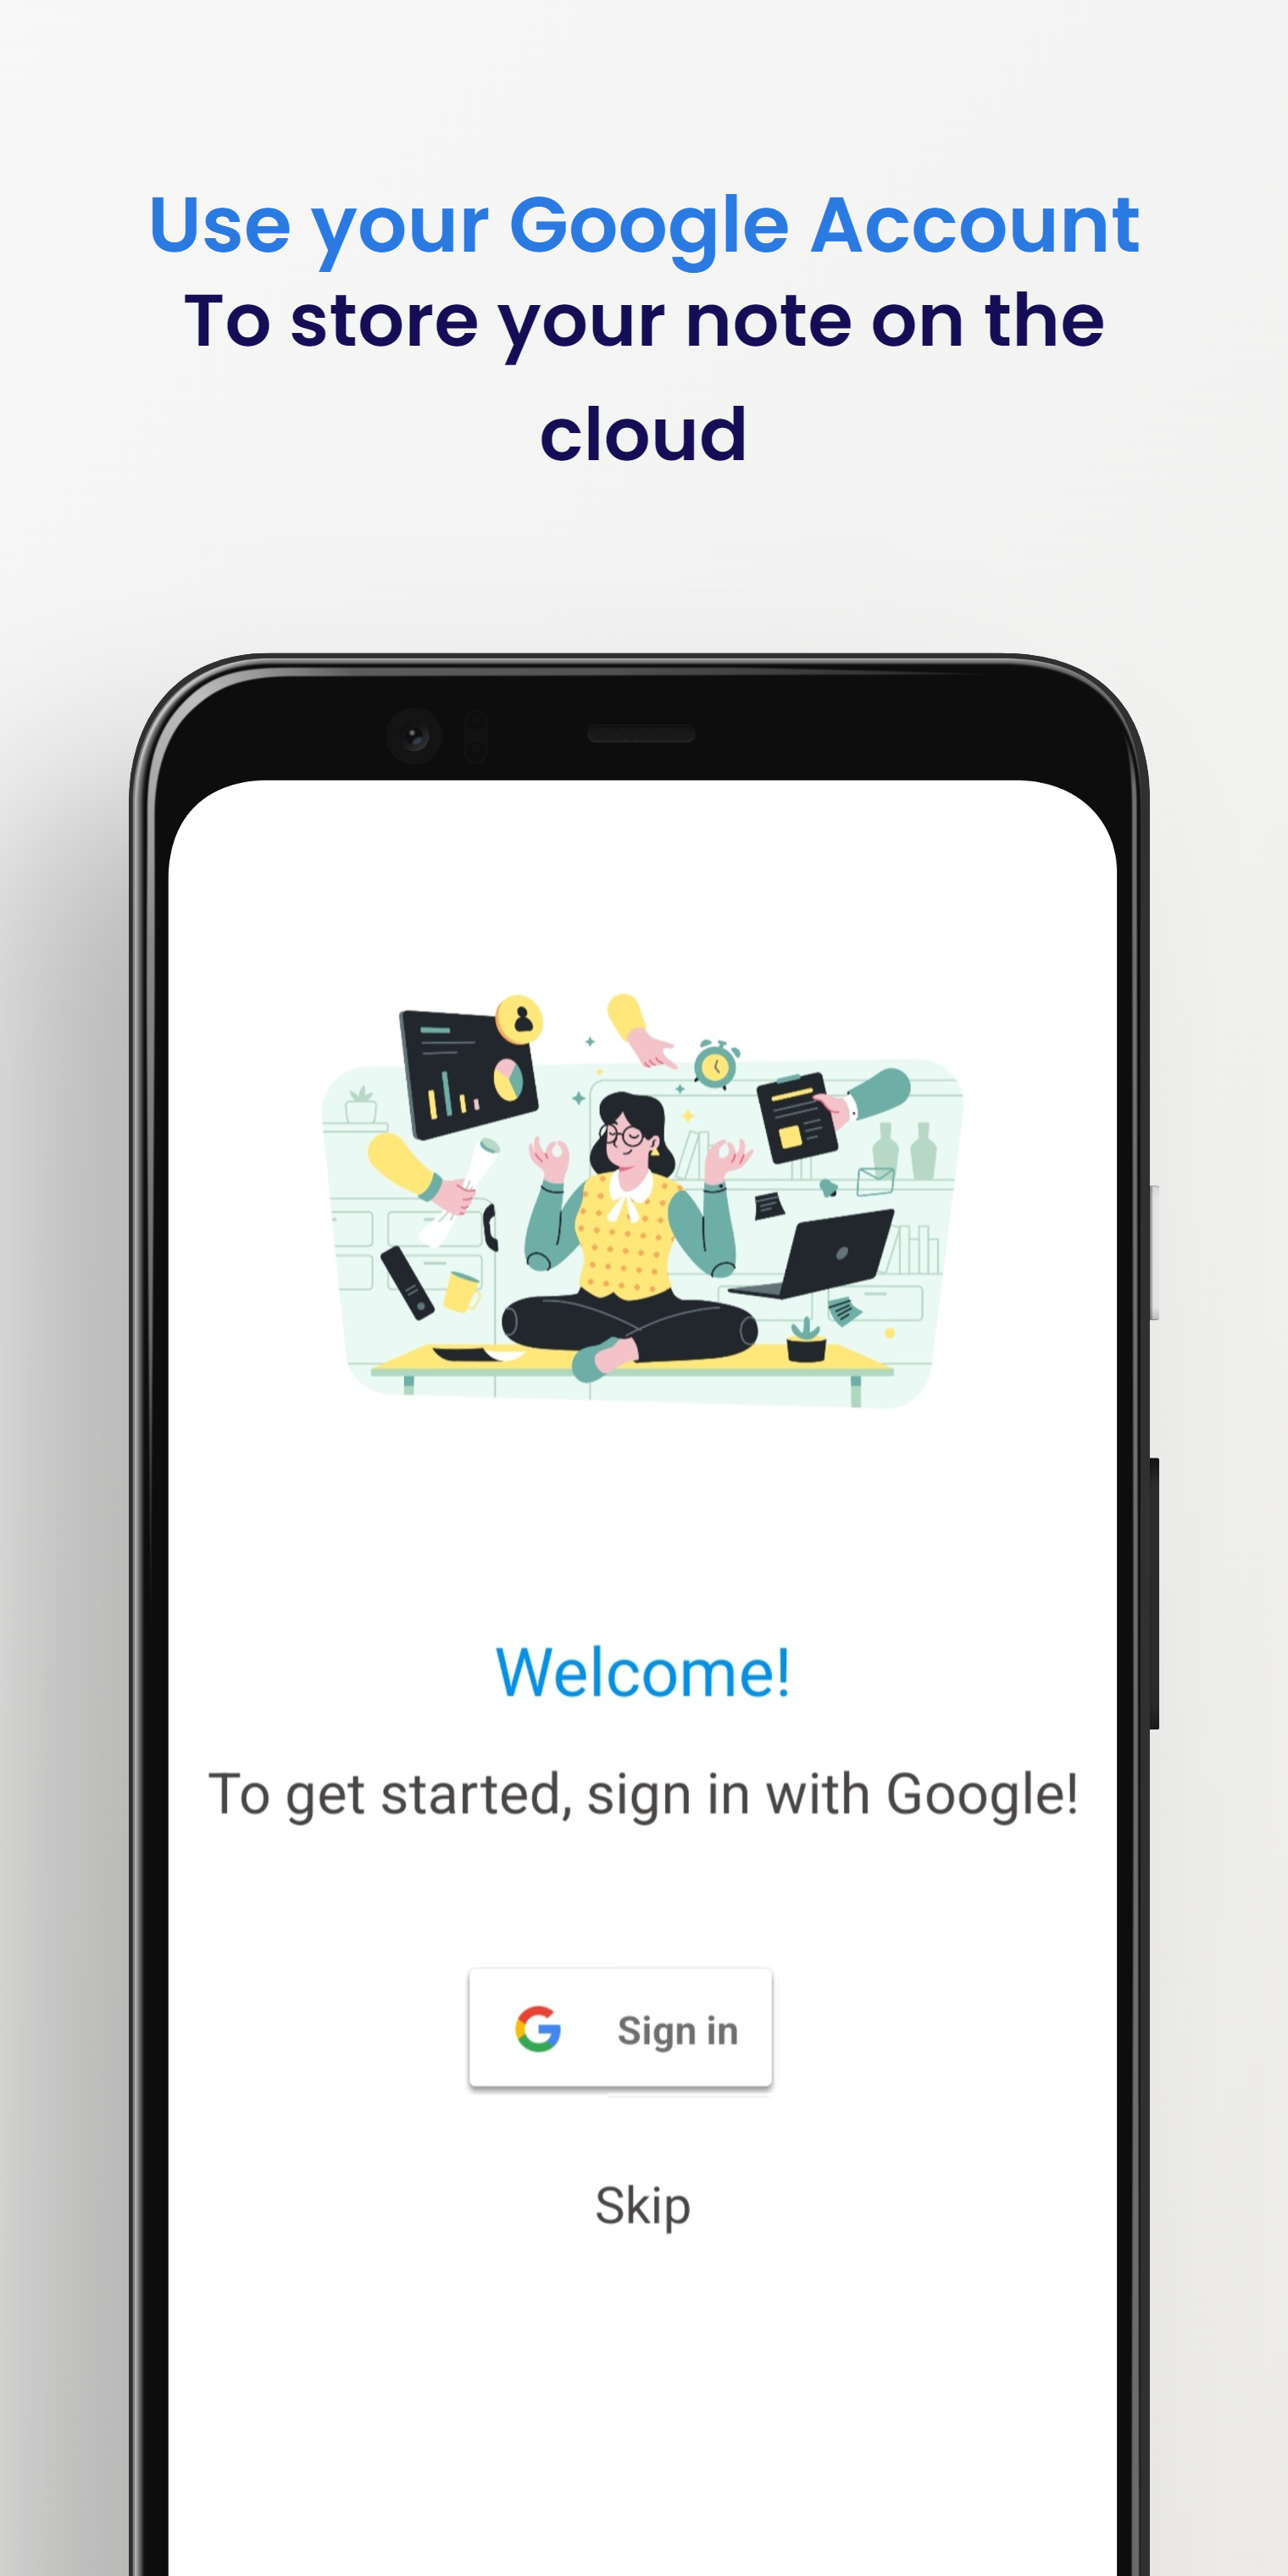 Use your Google Account
To store your note on the
cloud
Welcome!
To get started, sign in with Google!
Sign in
Skip